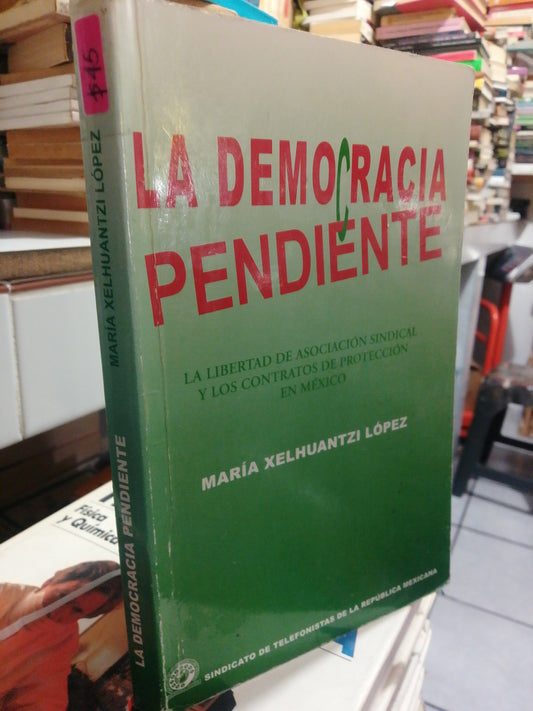 LA DEMOCRACIA
PENDIENTE
LA LIBERTAD DE ASOCIACIÓN SINDICAL
Y LOS CONTRATOS DE PROTECCIÓN
EN MÉXICO
MARÍA XELHUANTZI LÓPEZ
SINDICATO DE TELEFONISTAS DE LA REPÚBLICA MEXICANA
$45
MARÍA XELHUANTZI LÓPEZ
LA DEMOCRACIA PENDIENTE
Física
y Química